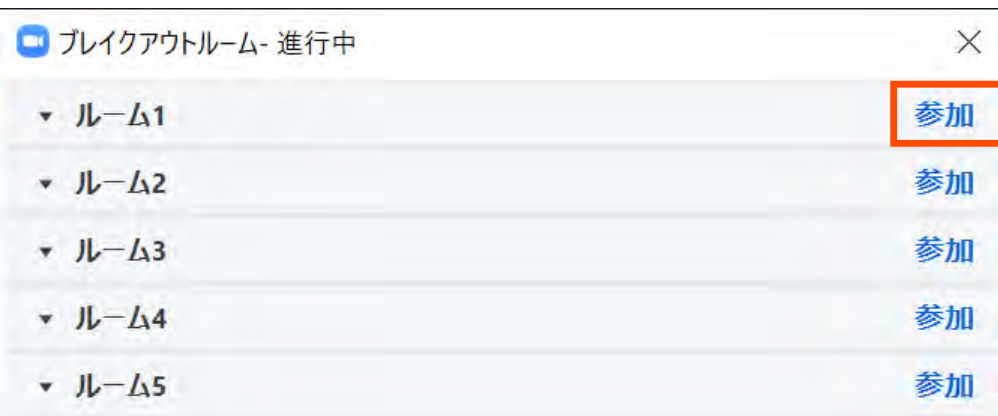 ブレイクアウトルーム- 進行中
ルーム1 参加
ルーム2 参加
ルーム3 参加
ルーム4 参加
ルーム5 参加